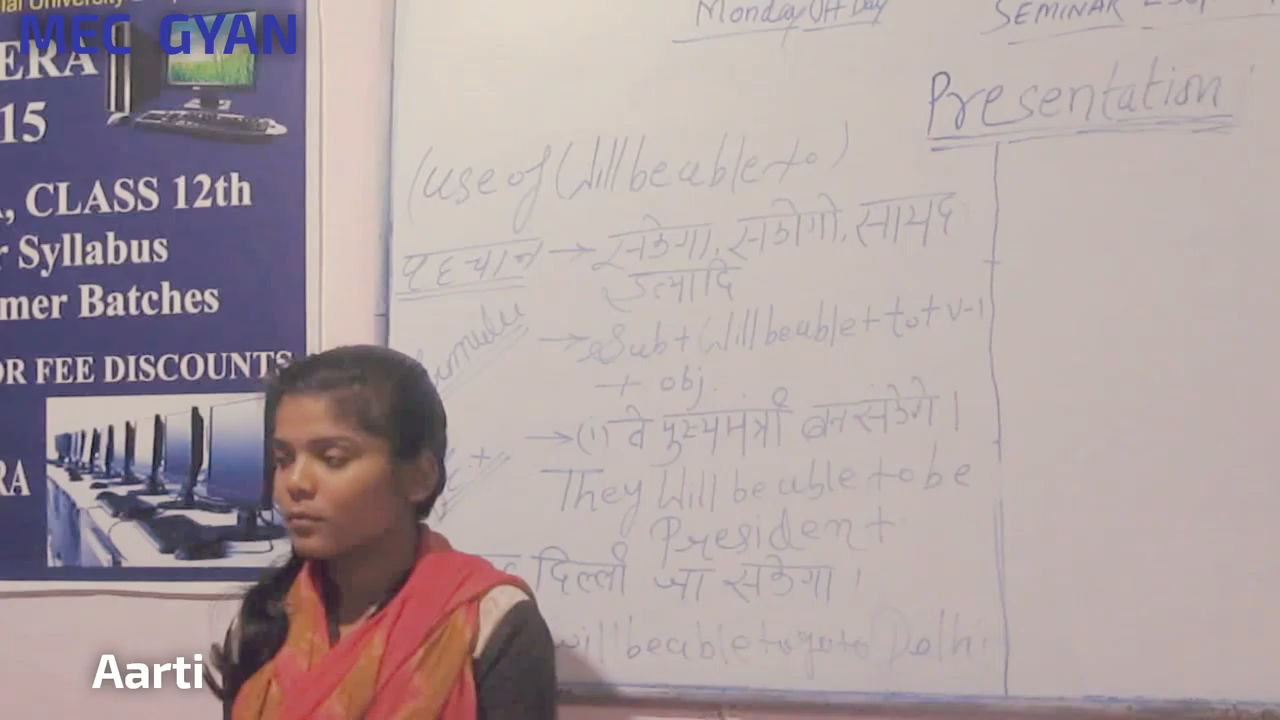 MEC GYAN
ERA
15
, CLASS 12th
r Syllabus
mer Batches
OR FEE DISCOUNTS
RA
Monday Off Day
SEMINAR
Presentation
(use of (Will be able to)
पहचान → सकेगा, सकोगो, सायद
इत्यादि
→ Sub + Will be able + to + v-1
+ obj.
→ (1) वे मुख्यमंत्री बन सकेगे।
They Will be able to be
President
दिल्ली जा सकेगा।
will be able to go to Delhi
Aarti